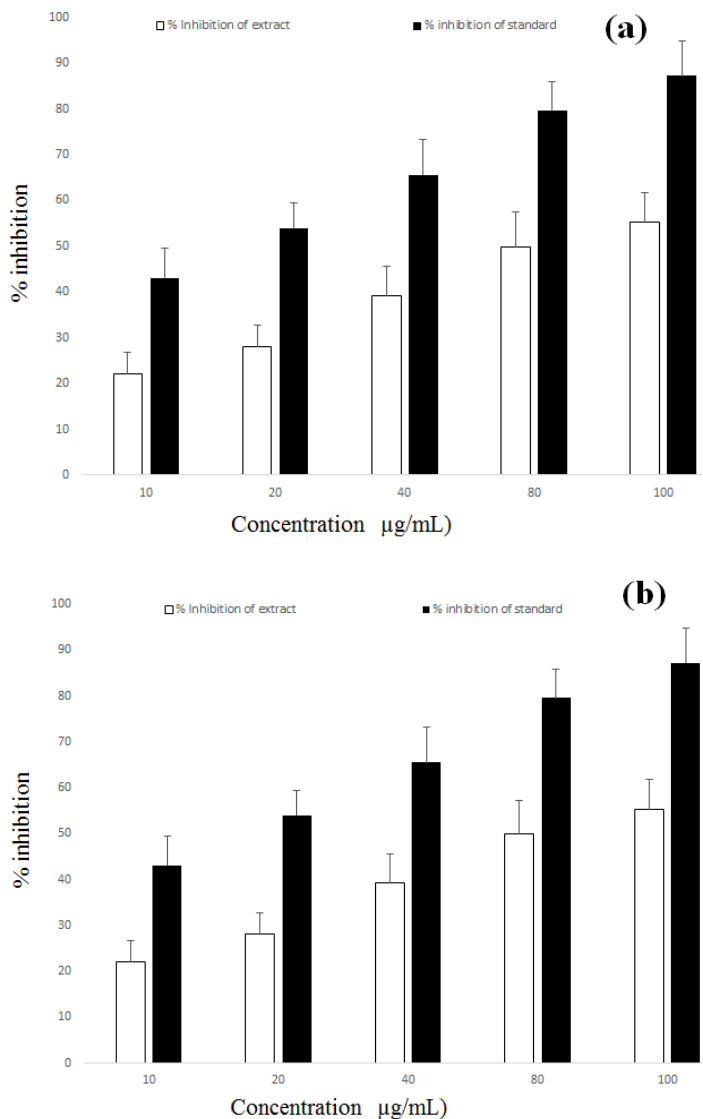 100
% Inhibition of extract
% inhibition of standard
(a)
90
80
70
60
50
40
30
20
10
0
% inhibition
10 20 40 80 100
Concentration µg/mL)
100
% Inhibition of extract
% inhibition of standard
(b)
90
80
70
60
50
40
30
20
10
0
% inhibition
10 20 40 80 100
Concentration µg/mL)